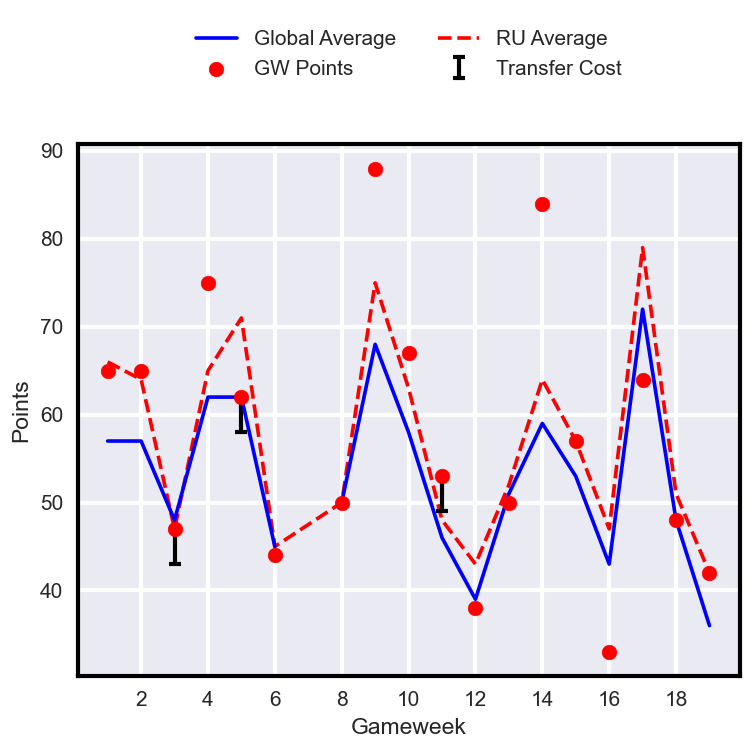 Global Average
RU Average
GW Points
Transfer Cost
90
80
70
60
50
40
Points
2 4 6 8 10 12 14 16 18
Gameweek